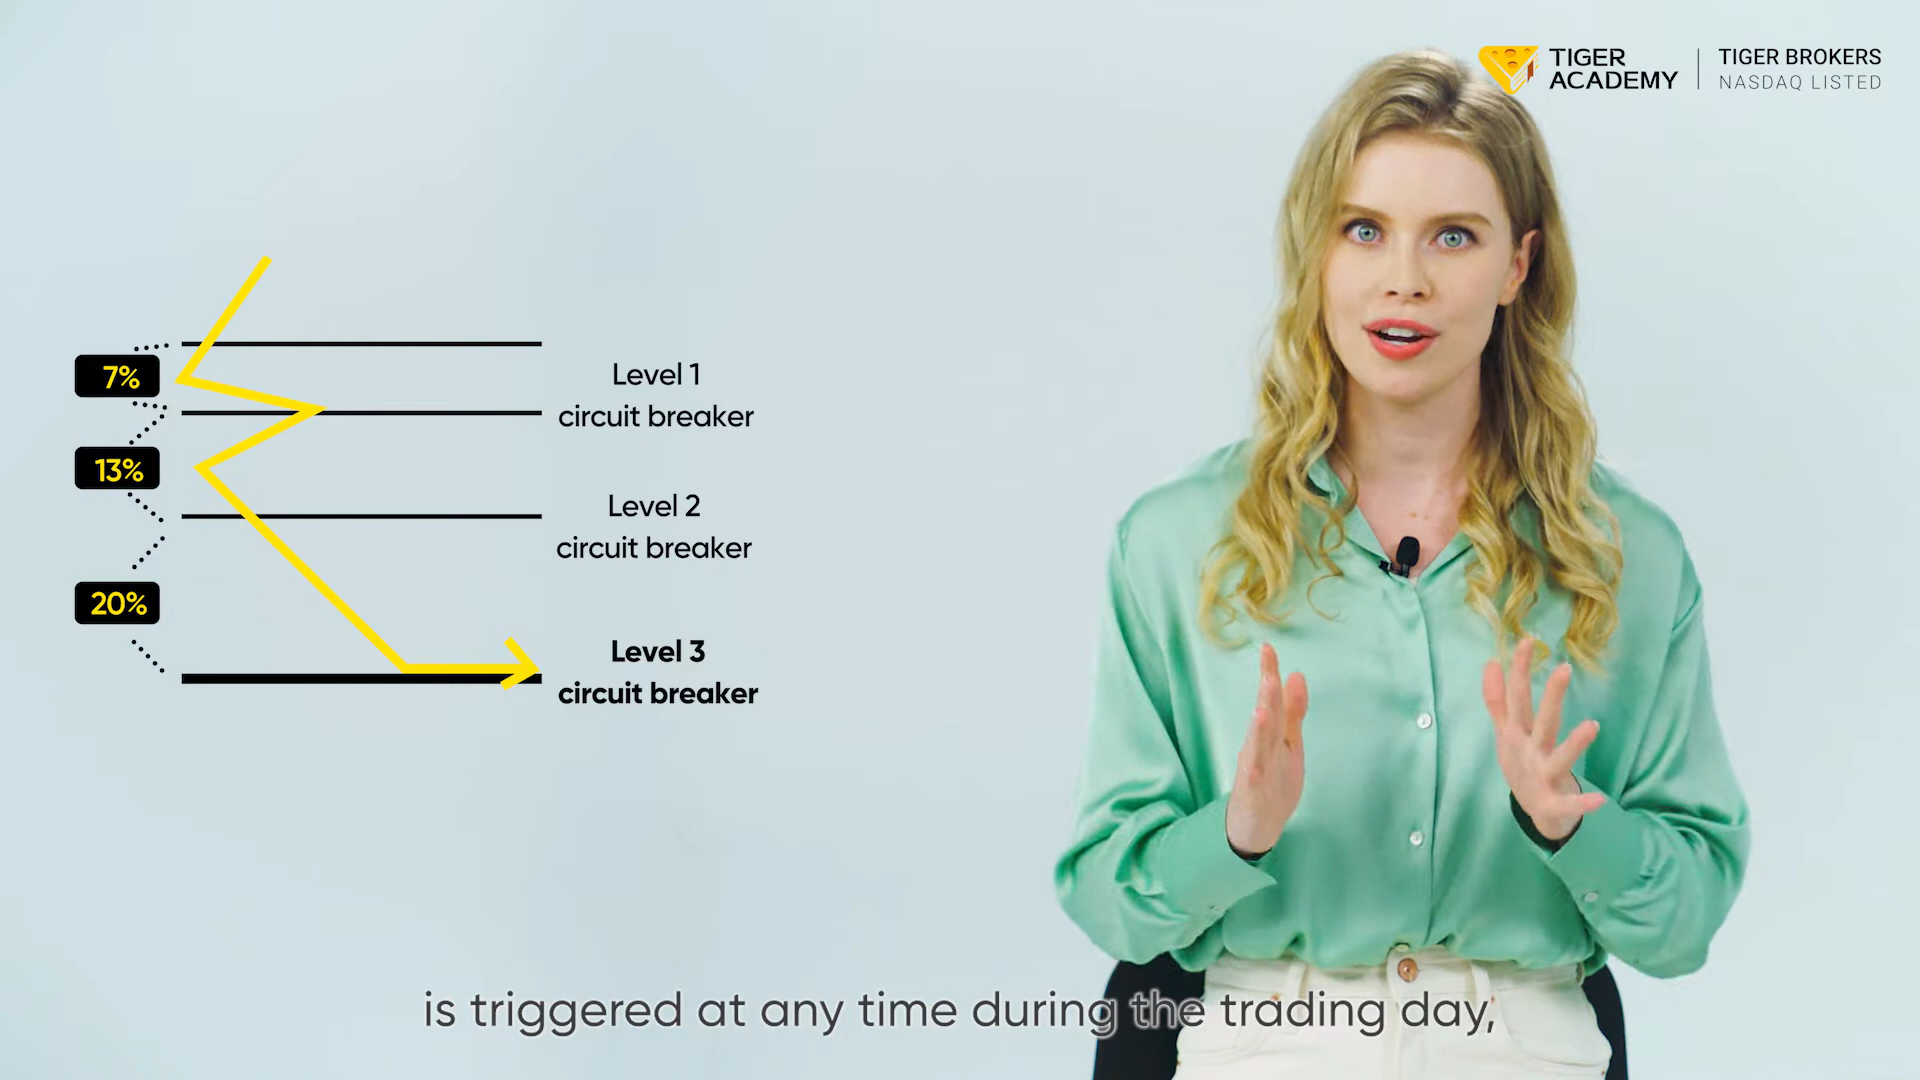 TIGER
ACADEMY
TIGER BROKERS
NASDAQ LISTED
7%
Level 1
circuit breaker
13%
Level 2
circuit breaker
20%
Level 3
circuit breaker
is triggered at any time during the trading day,